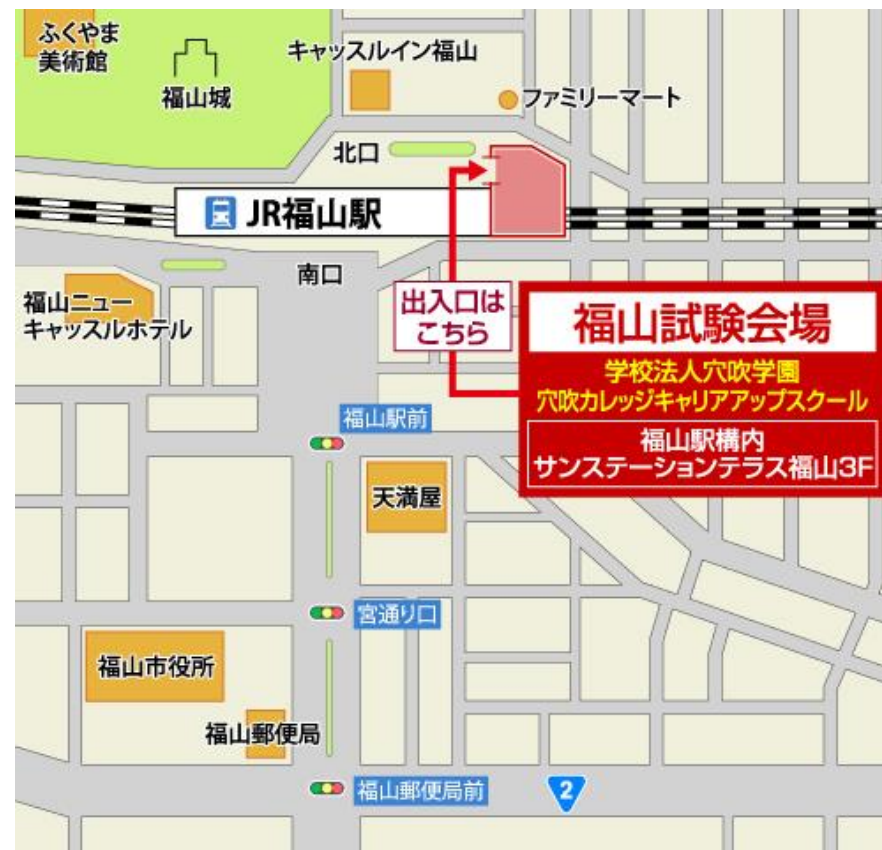 ふくやま
美術館
福山城
キャッスルイン福山
ファミリーマート
北口
JR福山駅
南口
福山ニュー
キャッスルホテル
出入口は
こちら
福山試験会場
学校法人穴吹学園
穴吹カレッジキャリアアップスクール
福山駅構内
サンステーションテラス福山3F
福山駅前
天満屋
宮通り口
福山市役所
福山郵便局
福山郵便局前
2